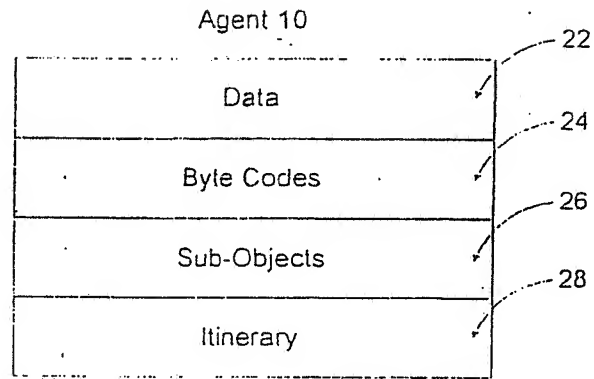 Agent 10
22
Data
24
Byte Codes
26
Sub-Objects
28
Itinerary